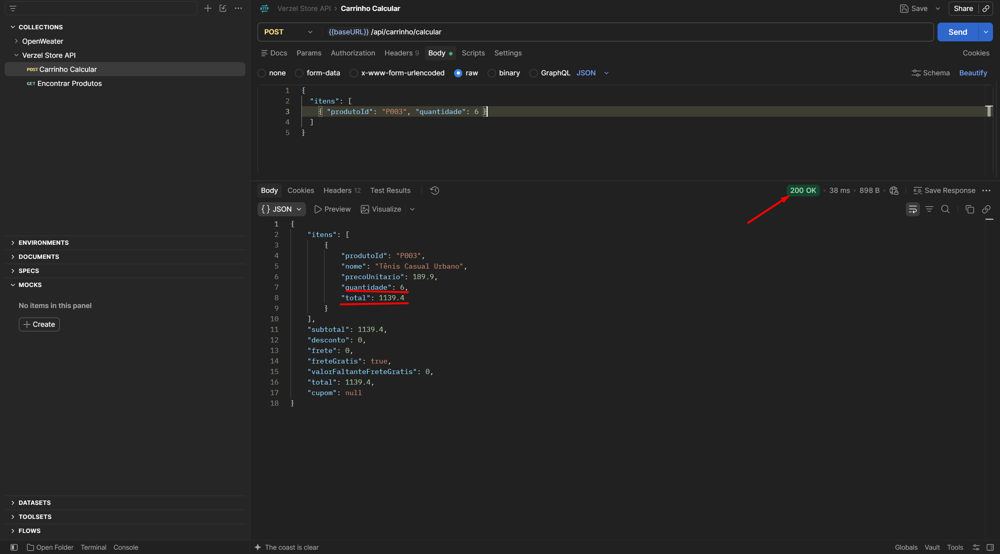 HTTP Verzel Store API > Carrinho Calcular
Save
Share
COLLECTIONS
OpenWeater
Verzel Store API
POST Carrinho Calcular
GET Encontrar Produtos
POST
{{baseURL}} /api/carrinho/calcular
Send
Docs Params Authorization Headers 9 Body Scripts Settings
Cookies
none form-data x-www-form-urlencoded raw binary GraphQL JSON
Schema Beautify
1 {
2 "itens": [
3 { "produtoId": "P003", "quantidade": 6 }
4 ]
5 }
Body Cookies Headers 12 Test Results
200 OK • 38 ms • 898 B
e.g. Save Response
{} JSON Preview Visualize
1 {
2 "itens": [
3 {
4 "produtoId": "P003",
5 "nome": "Tênis Casual Urbano",
6 "precoUnitario": 189.9,
7 "quantidade": 6,
8 "total": 1139.4
9 }
10 ],
11 "subtotal": 1139.4,
12 "desconto": 0,
13 "frete": 0,
14 "freteGratis": true,
15 "valorFaltanteFreteGratis": 0,
16 "total": 1139.4,
17 "cupom": null
18 }
ENVIRONMENTS
DOCUMENTS
SPECS
MOCKS
No items in this panel
+ Create
DATASETS
TOOLSETS
FLOWS
Open Folder Terminal Console
The coast is clear
Globals Vault Tools